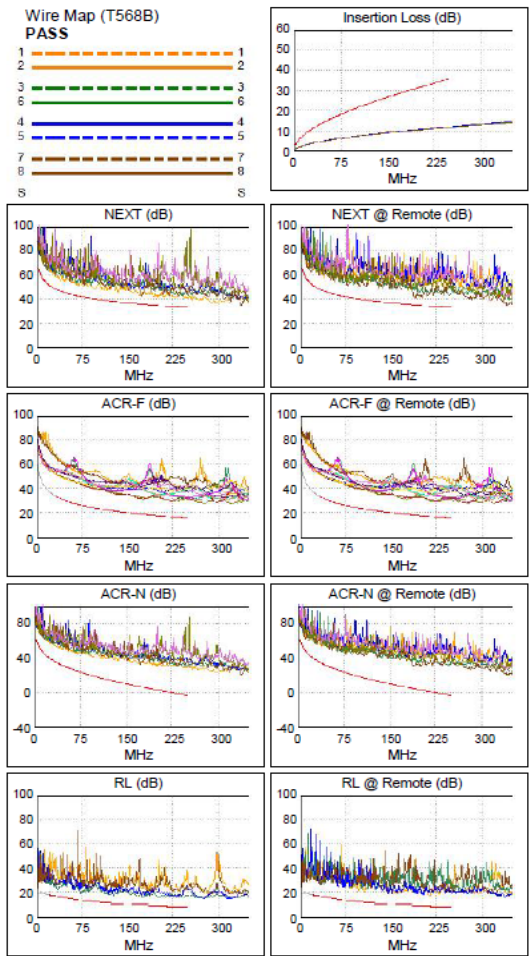 Wire Map (T568B)
PASS
1 1
2 2
3 3
6 6
4 4
5 5
7 7
8 8
S S
Insertion Loss (dB)
60
50
40
30
20
10
0
0 75 150 225 300
MHz
NEXT (dB)
100
80
60
40
20
0
0 75 150 225 300
MHz
NEXT @ Remote (dB)
100
80
60
40
20
0
0 75 150 225 300
MHz
ACR-F (dB)
100
80
60
40
20
0
0 75 150 225 300
MHz
ACR-F @ Remote (dB)
100
80
60
40
20
0
0 75 150 225 300
MHz
ACR-N (dB)
80
40
0
-40
0 75 150 225 300
MHz
ACR-N @ Remote (dB)
80
40
0
-40
0 75 150 225 300
MHz
RL (dB)
100
80
60
40
20
0
0 75 150 225 300
MHz
RL @ Remote (dB)
100
80
60
40
20
0
0 75 150 225 300
MHz